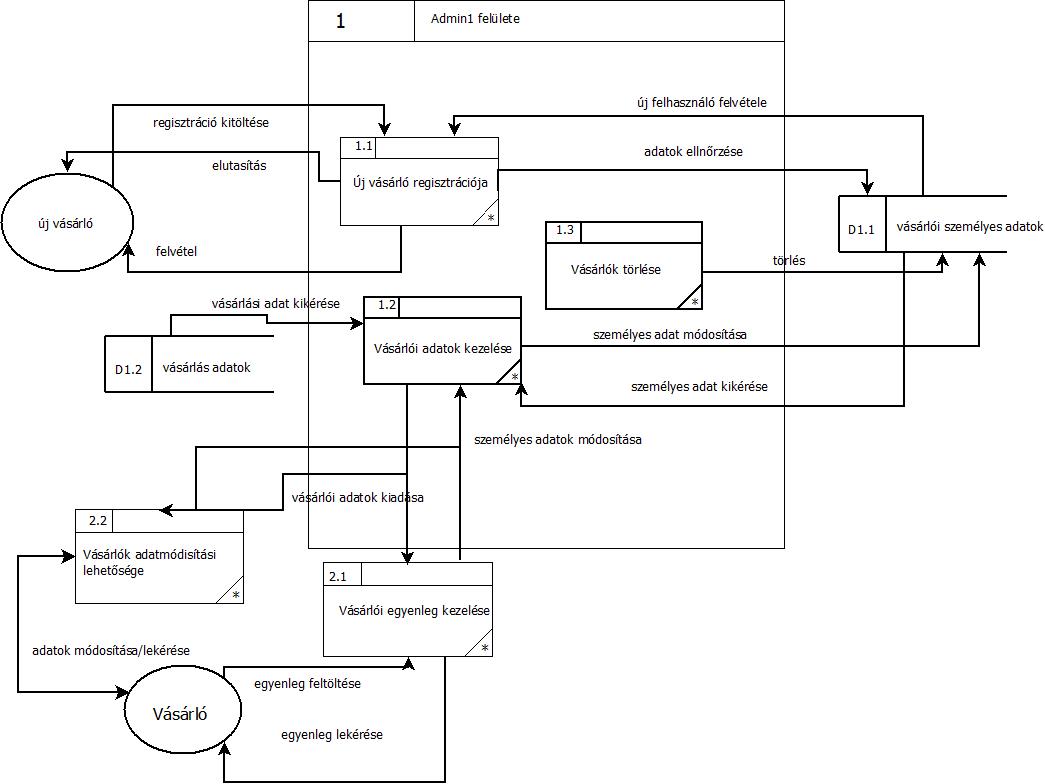 1
Admin1 felülete
új felhasználó felvétele
regisztráció kitöltése
1.1
elutasítás
adatok ellnőrzése
Új vásárló regisztrációja
*
új vásárló
D1.1
vásárlói személyes adatok
1.3
felvétel
törlés
Vásárlók törlése
*
vásárlási adat kikérése
1.2
személyes adat módosítása
Vásárlói adatok kezelése
*
D1.2
vásárlás adatok
személyes adat kikérése
személyes adatok módosítása
vásárlói adatok kiadása
2.2
Vásárlók adatmódisítási
lehetősége
*
2.1
Vásárlói egyenleg kezelése
*
adatok módosítása/lekérése
egyenleg feltöltése
Vásárló
egyenleg lekérése